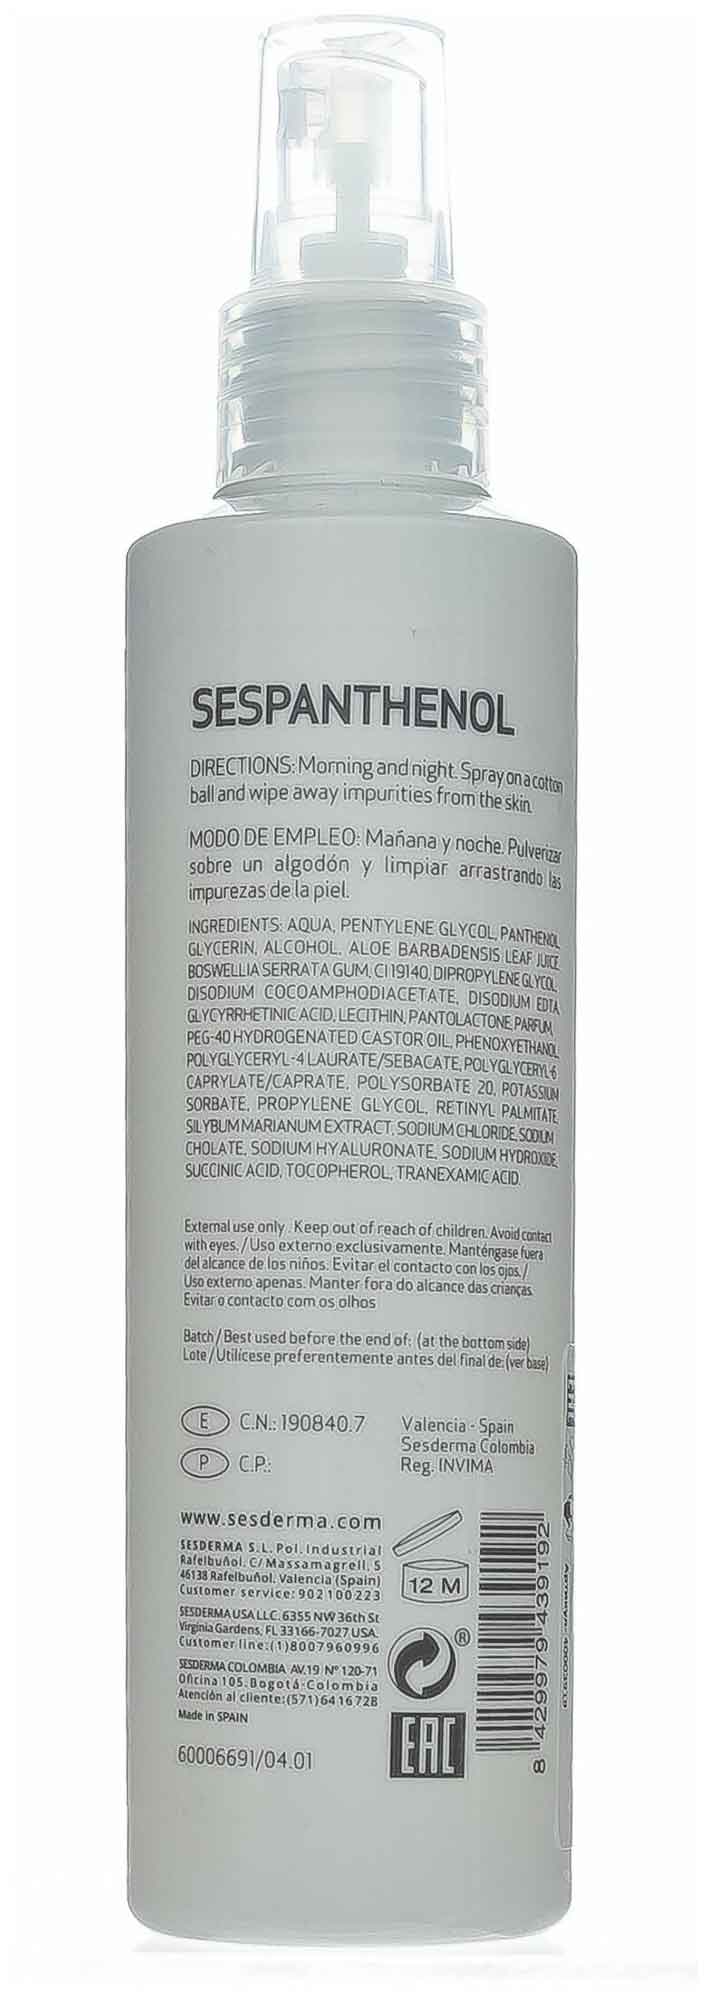 SESPANTHENOL
DIRECTIONS: Morning and night. Spray on a cotton
ball and wipe away impurities from the skin.
MODO DE EMPLEO: Mañana y noche. Pulverizar
sobre un algodón y limpiar arrastrando las
impurezas de la piel.
INGREDIENTS: AQUA, PENTYLENE GLYCOL, PANTHENOL,
GLYCERIN, ALCOHOL, ALOE BARBADENSIS LEAF JUICE,
BOSWELLIA SERRATA GUM, CI 19140, DIPROPYLENE GLYCOL,
DISODIUM COCOAMPHODIACETATE, DISODIUM EDTA,
GLYCYRRHETINIC ACID, LECITHIN, PANTOLACTONE, PARFUM,
PEG-40 HYDROGENATED CASTOR OIL, PHENOXYETHANOL,
POLYGLYCERYL-4 LAURATE/SEBACATE, POLYGLYCERYL-6
CAPRYLATE/CAPRATE, POLYSORBATE 20, POTASSIUM
SORBATE, PROPYLENE GLYCOL, RETINYL PALMITATE,
SILYBUM MARIANUM EXTRACT, SODIUM CHLORIDE, SODIUM
CHOLATE, SODIUM HYALURONATE, SODIUM HYDROXIDE,
SUCCINIC ACID, TOCOPHEROL, TRANEXAMIC ACID.
External use only. Keep out of reach of children. Avoid contact
with eyes. / Uso externo exclusivamente. Manténgase fuera
del alcance de los niños. Evitar el contacto con los ojos. /
Uso externo apenas. Manter fora do alcance das crianças.
Evitar o contacto com os olhos
Batch / Best used before the end of: (at the bottom side)
Lote / Utilícese preferentemente antes del final de: (ver base)
E C.N.: 190840.7
P C.P.:
Valencia - Spain
Sesderma Colombia
Reg. INVIMA
www.sesderma.com
SESDERMA S.L. Pol. Industrial
Rafelbuñol. C/ Massamagrell, 5
46138 Rafelbuñol. Valencia (Spain)
Customer service: 902 100 223
SESDERMA USA LLC. 6355 NW 36th St
Virginia Gardens, FL 33166-7027 USA.
Customer line: (1) 8007960996
SESDERMA COLOMBIA AV. 19 Nº 120-71
Oficina 105. Bogotá - Colombia
Atención al cliente: (571) 6416728
Made in SPAIN
60006691/04.01
12 M
®
EAC
8 429979 439192